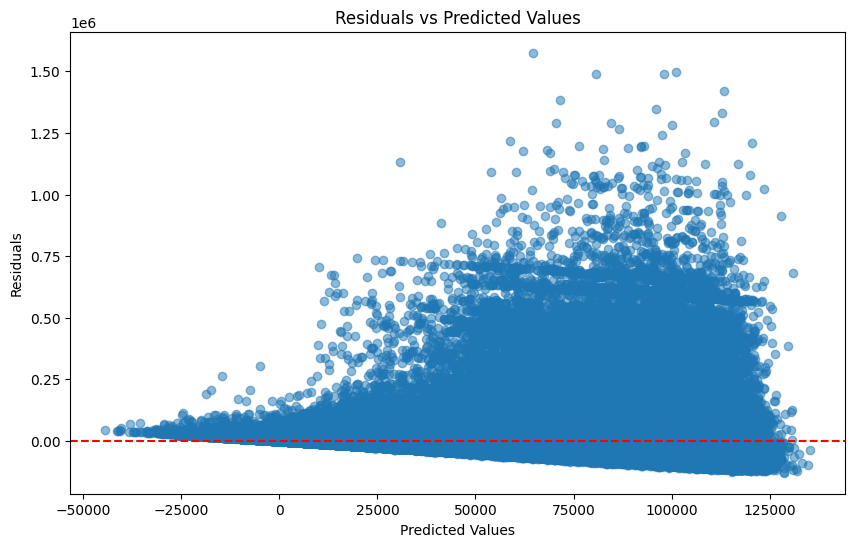 Residuals vs Predicted Values
1e6
1.50
1.25
1.00
0.75
0.50
0.25
0.00
Residuals
−50000 −25000 0 25000 50000 75000 100000 125000
Predicted Values